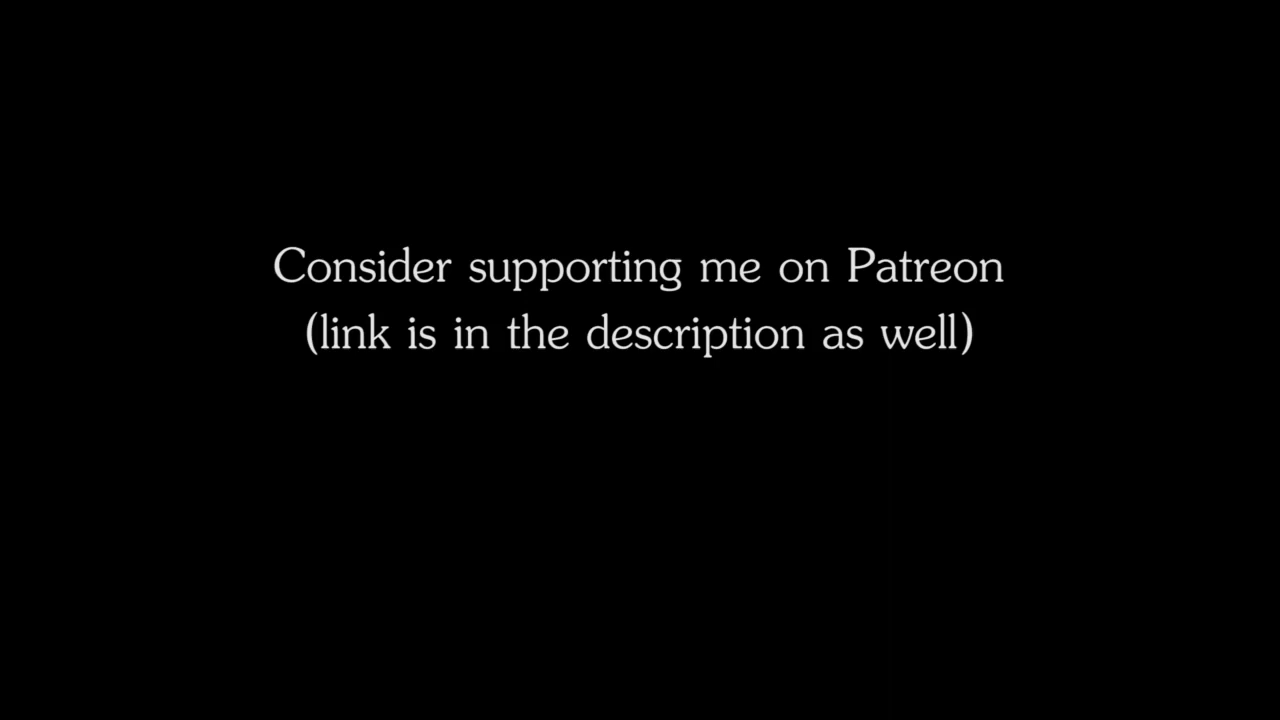 Consider supporting me on Patreon
(link is in the description as well)